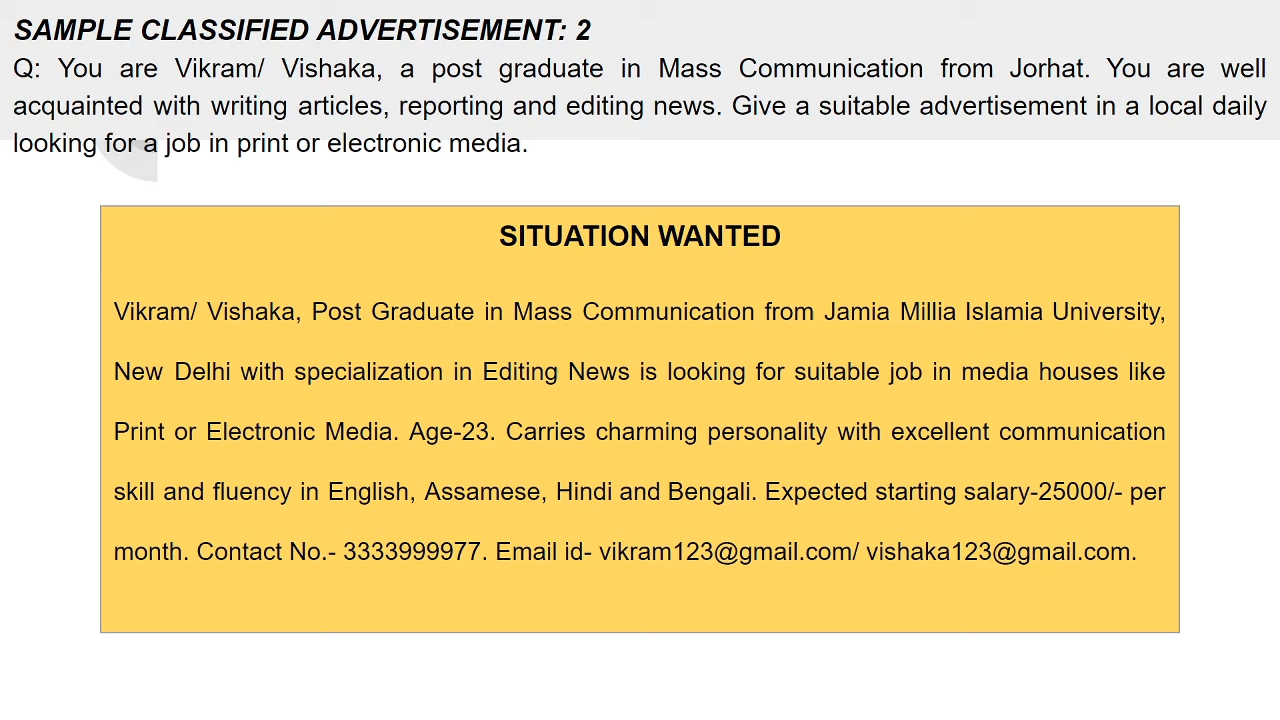 SAMPLE CLASSIFIED ADVERTISEMENT: 2
Q: You are Vikram/ Vishaka, a post graduate in Mass Communication from Jorhat. You are well
acquainted with writing articles, reporting and editing news. Give a suitable advertisement in a local daily
looking for a job in print or electronic media.
SITUATION WANTED
Vikram/ Vishaka, Post Graduate in Mass Communication from Jamia Millia Islamia University,
New Delhi with specialization in Editing News is looking for suitable job in media houses like
Print or Electronic Media. Age-23. Carries charming personality with excellent communication
skill and fluency in English, Assamese, Hindi and Bengali. Expected starting salary-25000/- per
month. Contact No.- 3333999977. Email id- vikram123@gmail.com/ vishaka123@gmail.com.